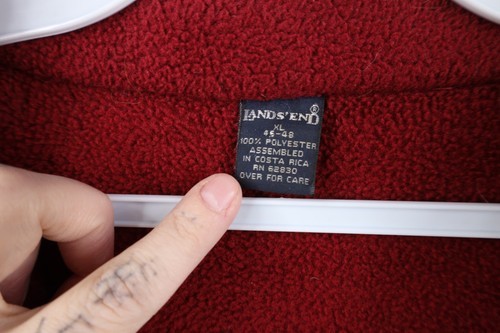 LANDS' END ®
XL
46-48
100% POLYESTER
ASSEMBLED
IN COSTA RICA
RN 62830
OVER FOR CARE